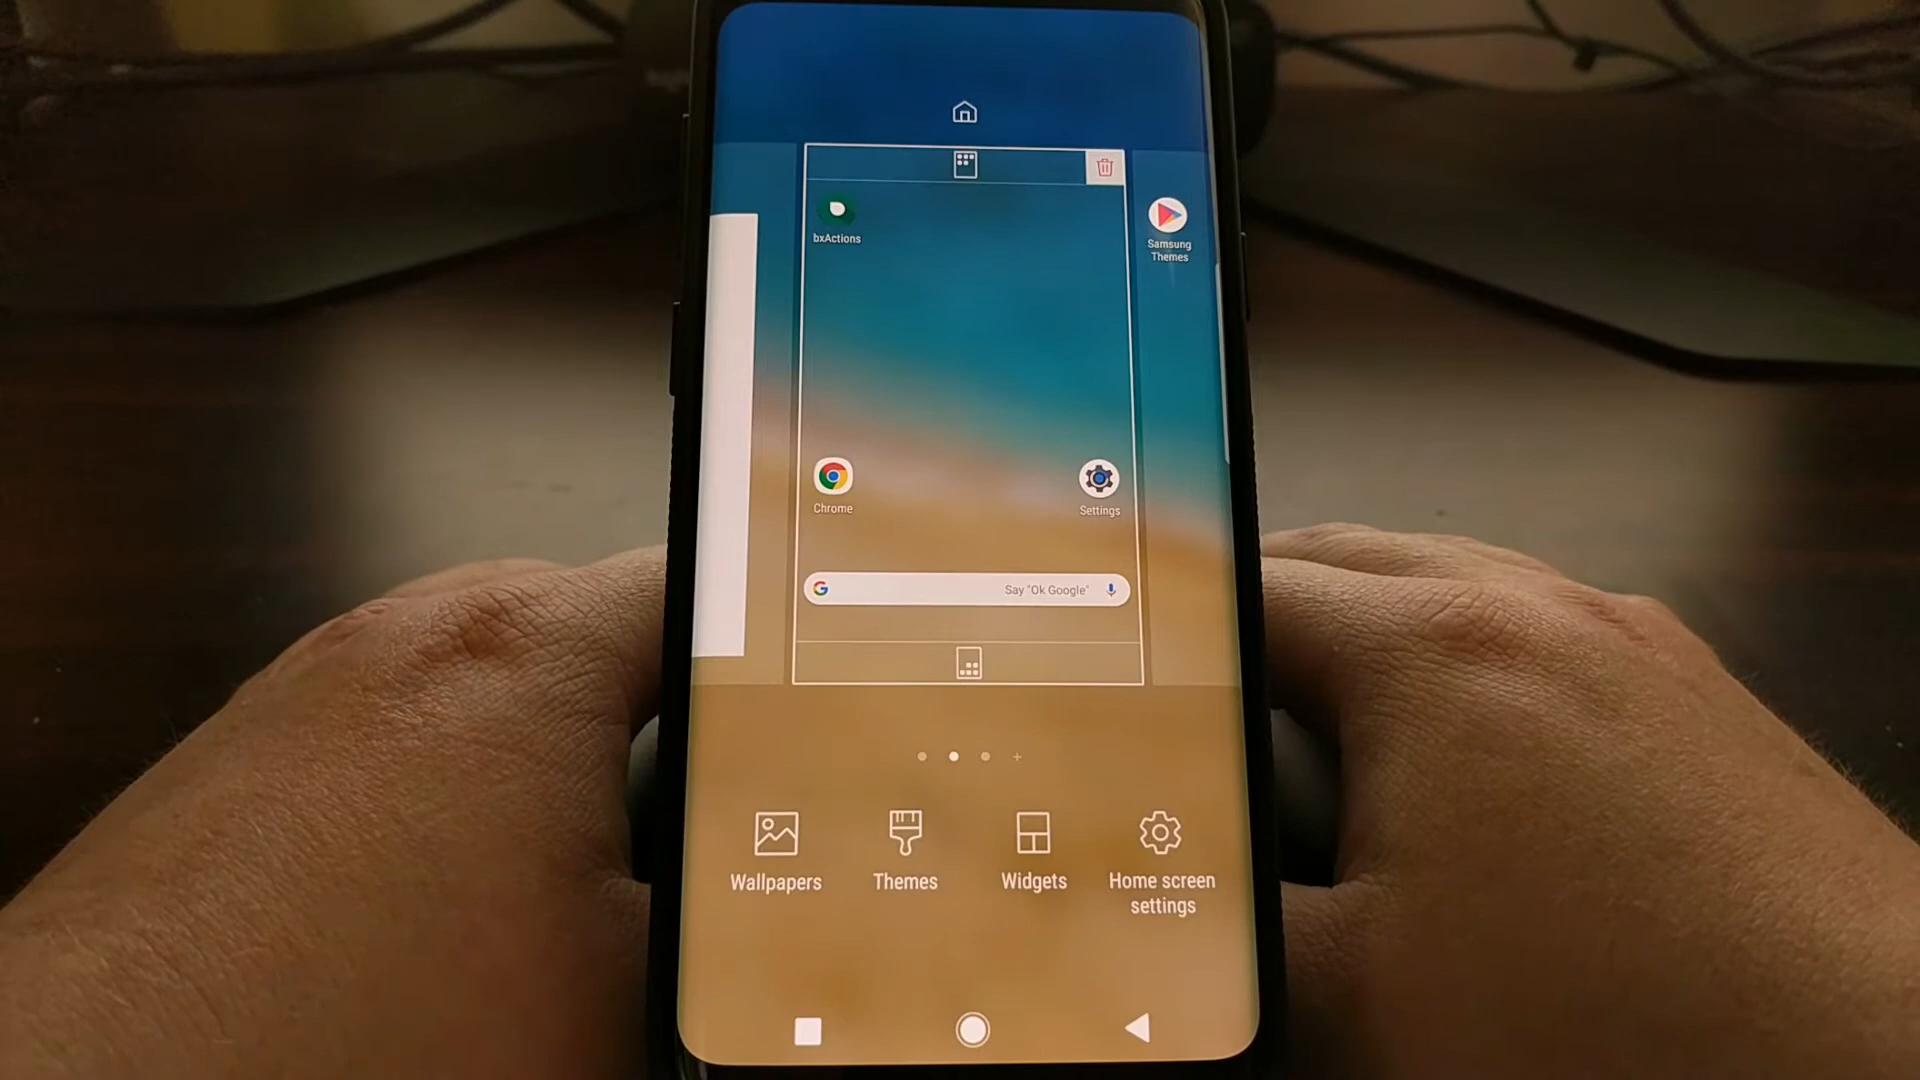 bxActions
Samsung
Themes
Chrome
Settings
G
Say "Ok Google"
Wallpapers
Themes
Widgets
Home screen
settings